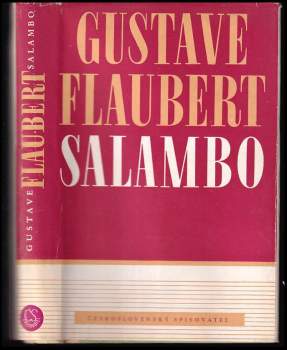 GUSTAVE FLAUBERT SALAMBO
GUSTAVE
FLAUBERT
SALAMBO
ČESKOSLOVENSKÝ SPISOVATEL